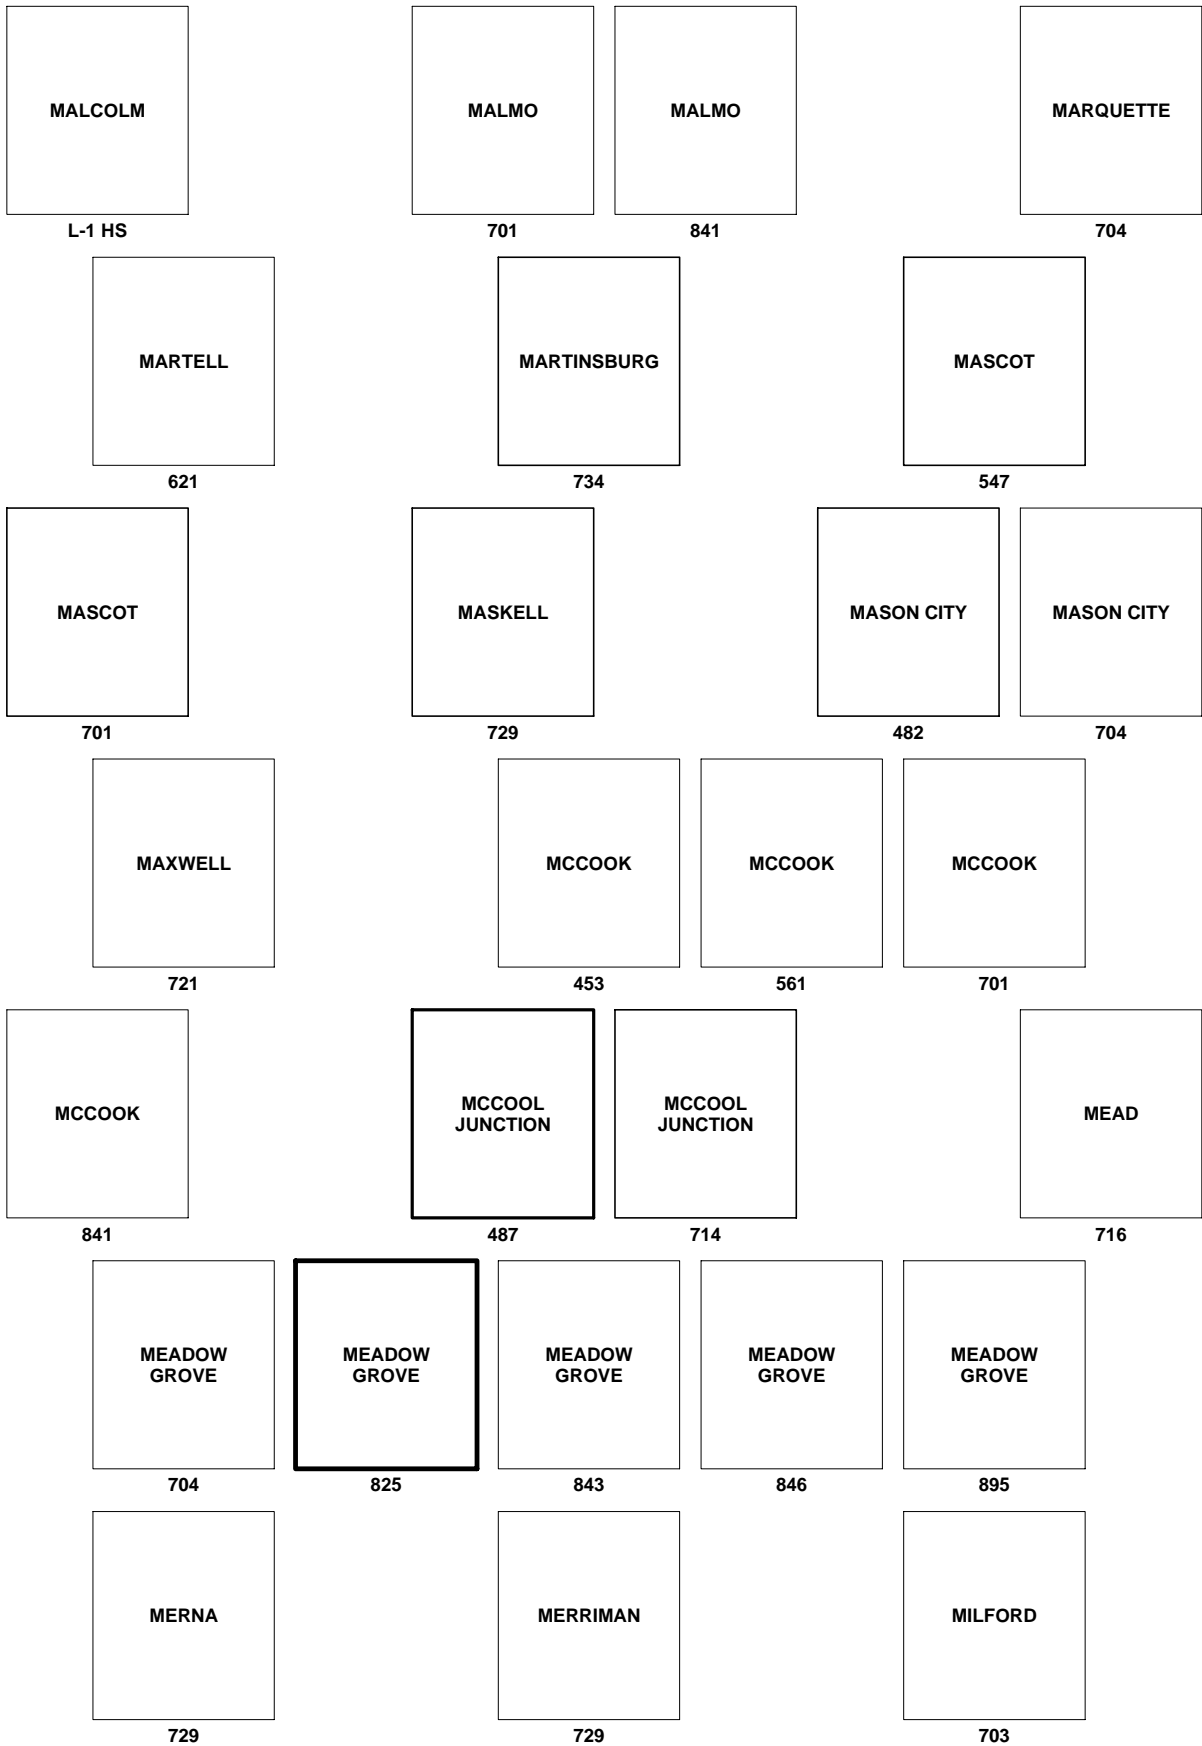 MALCOLM
MALMO
MALMO
MARQUETTE
L-1 HS
701
841
704
MARTELL
MARTINSBURG
MASCOT
621
734
547
MASCOT
MASKELL
MASON CITY
MASON CITY
701
729
482
704
MAXWELL
MCCOOK
MCCOOK
MCCOOK
721
453
561
701
MCCOOK
MCCOOL
JUNCTION
MCCOOL
JUNCTION
MEAD
841
487
714
716
MEADOW
GROVE
MEADOW
GROVE
MEADOW
GROVE
MEADOW
GROVE
MEADOW
GROVE
704
825
843
846
895
MERNA
MERRIMAN
MILFORD
729
729
703